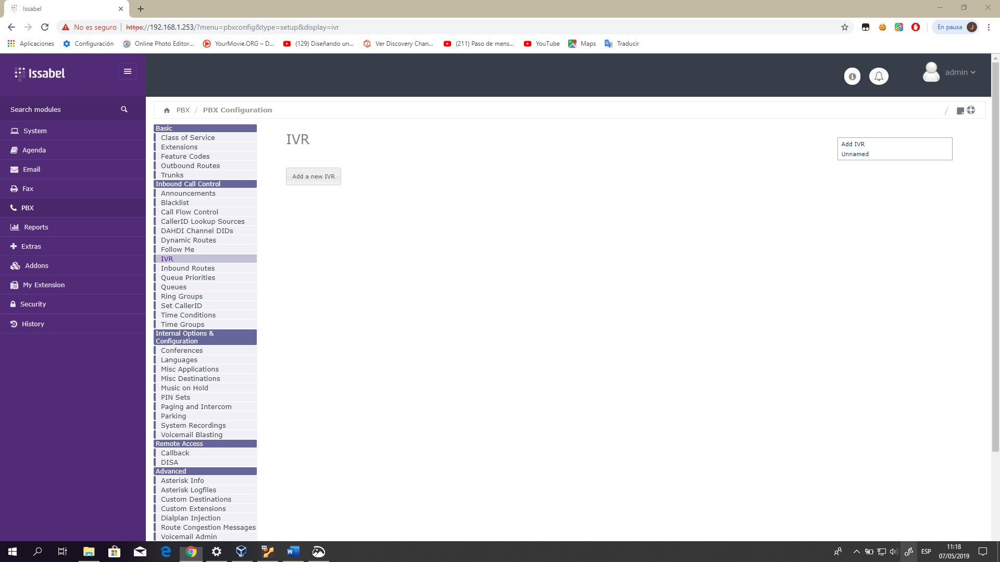 Issabel
No es seguro
https://192.168.1.253/?menu=pbxconfig&type=setup&display=ivr
En pausa
J
Aplicaciones
Configuración
Online Photo Editor...
YourMovie.ORG – D...
(129) Diseñando un...
Ver Discovery Chan...
(211) Paso de mens...
YouTube
Maps
Traducir
Issabel
admin
Search modules
System
Agenda
Email
Fax
PBX
Reports
Extras
Addons
My Extension
Security
History
PBX / PBX Configuration
/
Basic
Class of Service
Extensions
Feature Codes
Outbound Routes
Trunks
Inbound Call Control
Announcements
Blacklist
Call Flow Control
CallerID Lookup Sources
DAHDI Channel DIDs
Dynamic Routes
Follow Me
IVR
Inbound Routes
Queue Priorities
Queues
Ring Groups
Set CallerID
Time Conditions
Time Groups
Internal Options &
Configuration
Conferences
Languages
Misc Applications
Misc Destinations
Music on Hold
PIN Sets
Paging and Intercom
Parking
System Recordings
Voicemail Blasting
Remote Access
Callback
DISA
Advanced
Asterisk Info
Asterisk Logfiles
Custom Destinations
Custom Extensions
Dialplan Injection
Route Congestion Messages
Voicemail Admin
IVR
Add a new IVR
Add IVR
Unnamed
ESP
11:18
07/05/2019